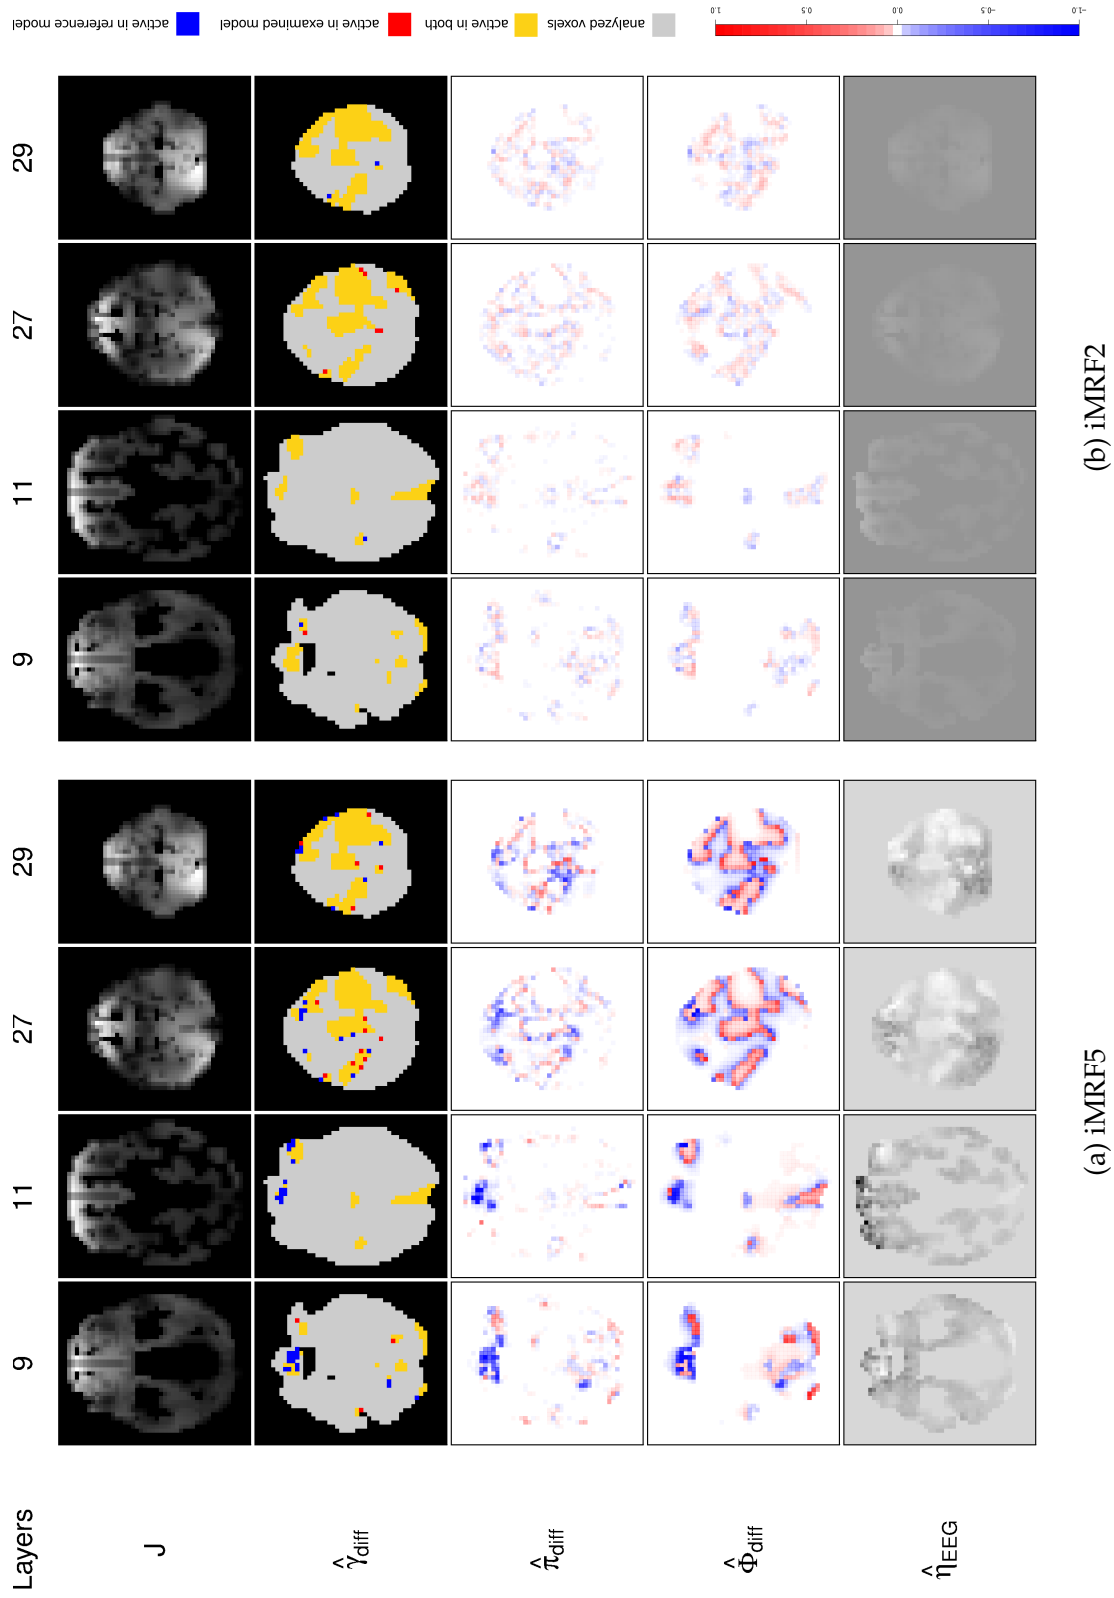 Layers 9 11 27 29 9 11 27 29
J
γ̂diff
π̂diff
Φ̂diff
η̂EEG
(a) iMRF5
(b) iMRF2
active in reference model
active in examined model
active in both
analyzed voxels
−1.0 −0.5 0.0 0.5 1.0